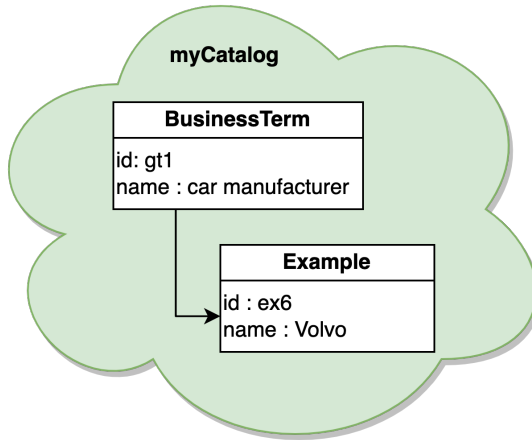 myCatalog
BusinessTerm
id: gt1
name : car manufacturer
Example
id : ex6
name : Volvo